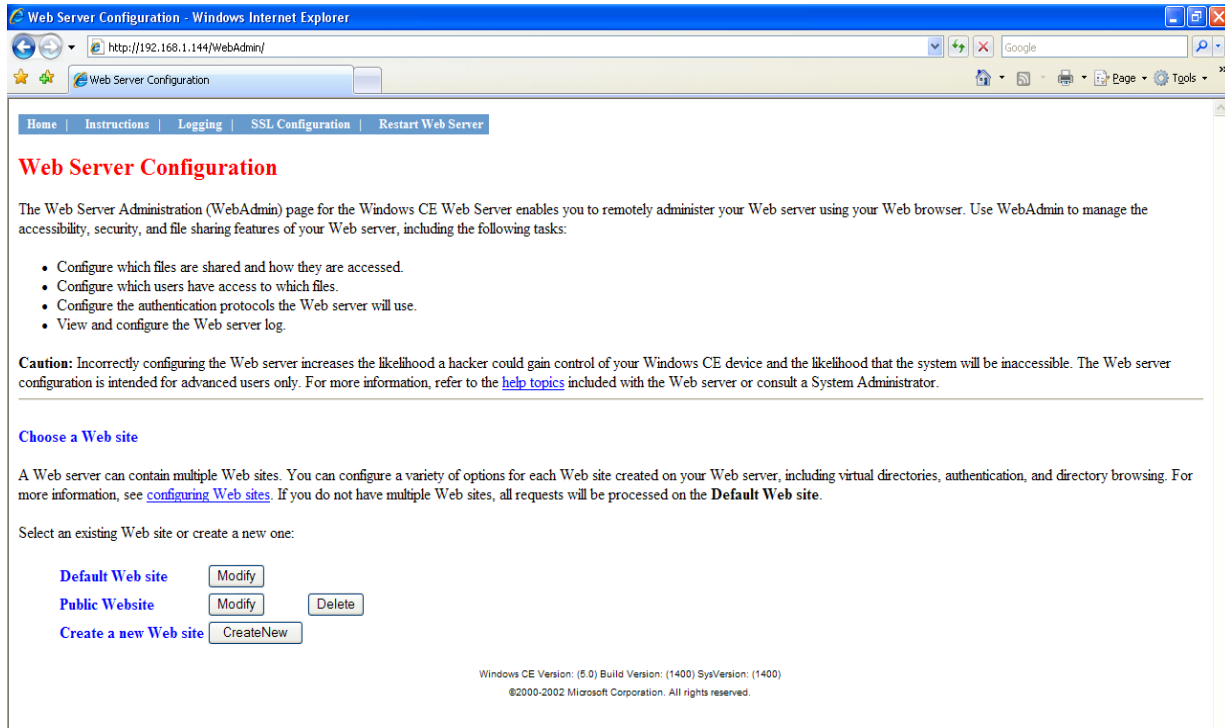 Web Server Configuration - Windows Internet Explorer
http://192.168.1.144/WebAdmin/
Google
Web Server Configuration
Page
Tools
Home | Instructions | Logging | SSL Configuration | Restart Web Server
Web Server Configuration
The Web Server Administration (WebAdmin) page for the Windows CE Web Server enables you to remotely administer your Web server using your Web browser. Use WebAdmin to manage the
accessibility, security, and file sharing features of your Web server, including the following tasks:
• Configure which files are shared and how they are accessed.
• Configure which users have access to which files.
• Configure the authentication protocols the Web server will use.
• View and configure the Web server log.
Caution: Incorrectly configuring the Web server increases the likelihood a hacker could gain control of your Windows CE device and the likelihood that the system will be inaccessible. The Web server
configuration is intended for advanced users only. For more information, refer to the help topics included with the Web server or consult a System Administrator.
Choose a Web site
A Web server can contain multiple Web sites. You can configure a variety of options for each Web site created on your Web server, including virtual directories, authentication, and directory browsing. For
more information, see configuring Web sites. If you do not have multiple Web sites, all requests will be processed on the Default Web site.
Select an existing Web site or create a new one:
Default Web site Modify
Public Website Modify Delete
Create a new Web site CreateNew
Windows CE Version: (5.0) Build Version: (1400) SysVersion: (1400)
©2000-2002 Microsoft Corporation. All rights reserved.